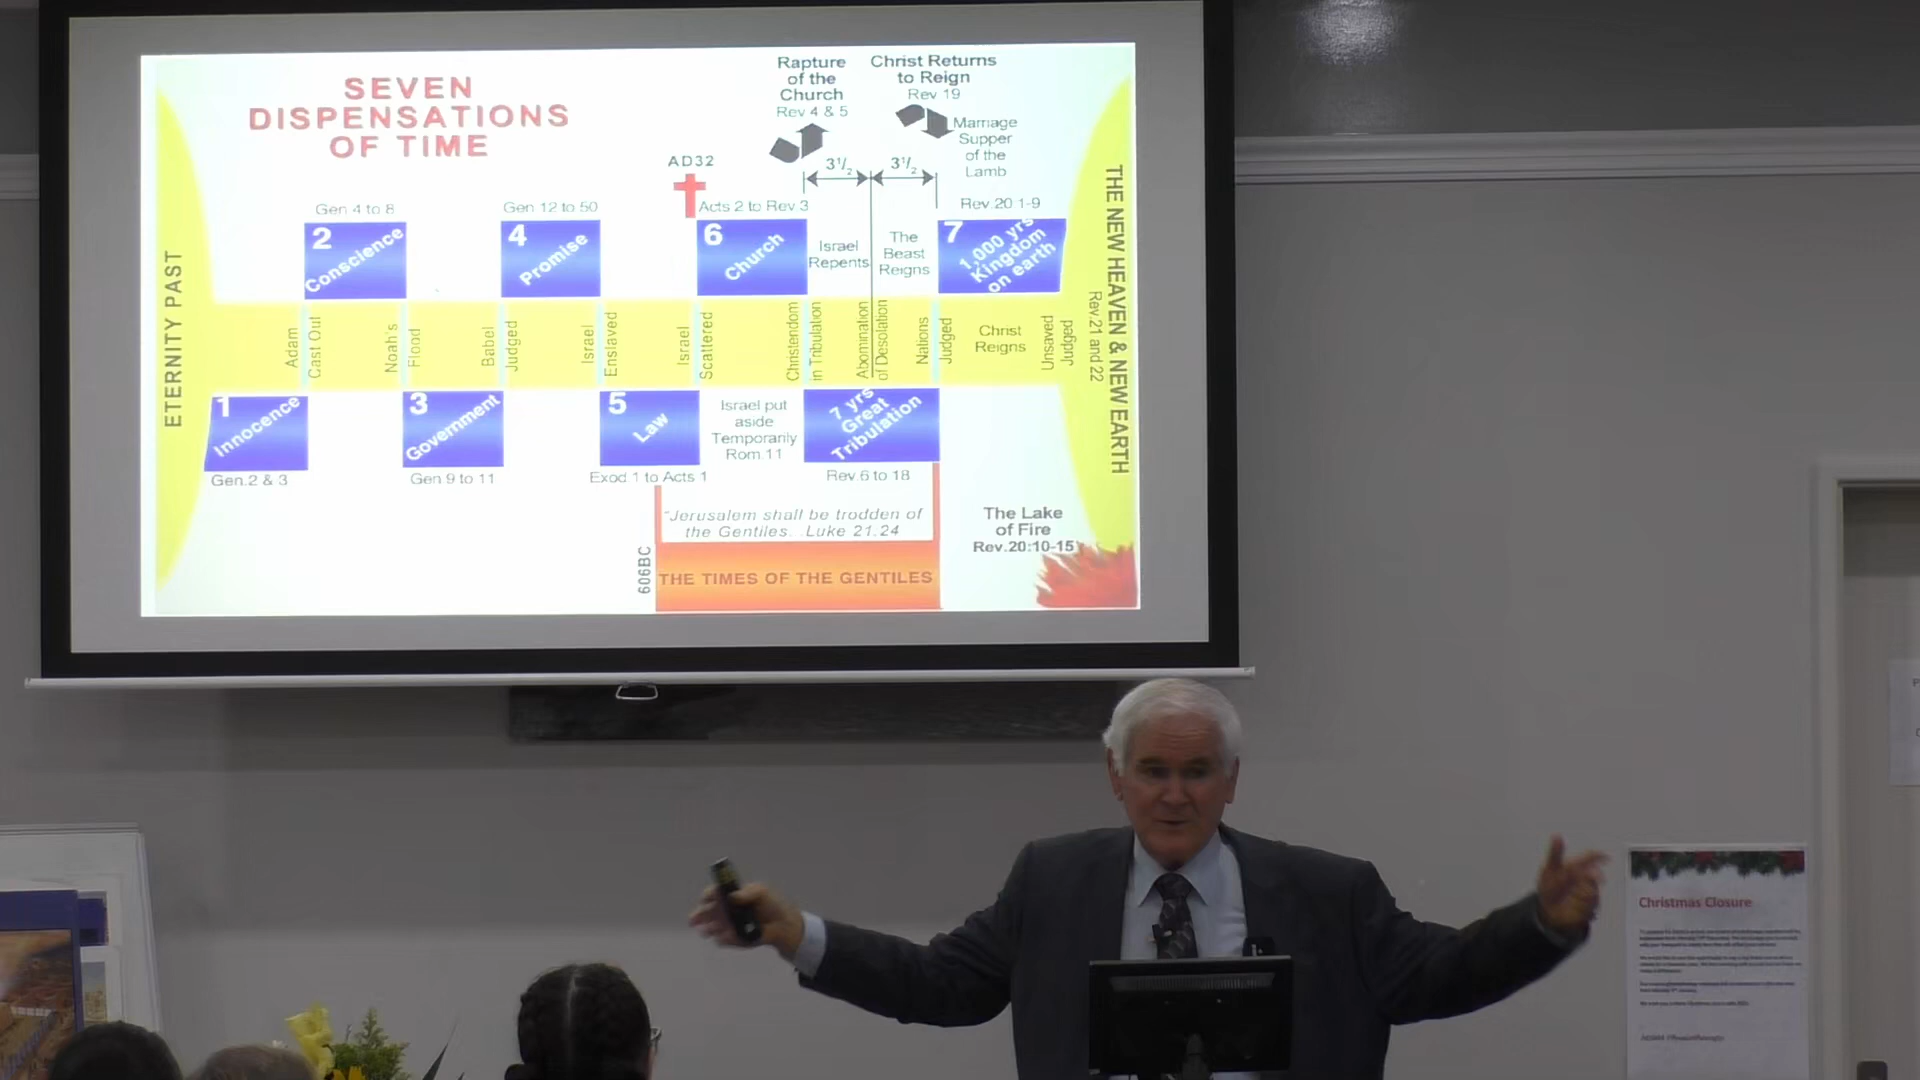 SEVEN
DISPENSATIONS
OF TIME
Rapture
of the
Church
Rev 4 & 5
Christ Returns
to Reign
Rev 19
Marriage
Supper
of the
Lamb
AD32
3½
3½
Gen 4 to 8
Gen 12 to 50
Acts 2 to Rev 3
Rev.20 1-9
2
Conscience
4
Promise
6
Church
Israel
Repents
The
Beast
Reigns
7
1,000 yrs
Kingdom
on earth
ETERNITY PAST
Adam
Cast Out
Noah's
Flood
Babel
Judged
Israel
Enslaved
Israel
Scattered
Christendom
in Tribulation
Abomination
of Desolation
Nations
Judged
Christ
Reigns
Unsaved
Judged
THE NEW HEAVEN & NEW EARTH
Rev.21 and 22
1
Innocence
3
Government
5
Law
Israel put
aside
Temporarily
Rom.11
7 yrs
Great
Tribulation
Gen.2 & 3
Gen 9 to 11
Exod 1 to Acts 1
Rev.6 to 18
"Jerusalem shall be trodden of
the Gentiles...Luke 21.24
606BC
THE TIMES OF THE GENTILES
The Lake
of Fire
Rev.20:10-15
Christmas Closure